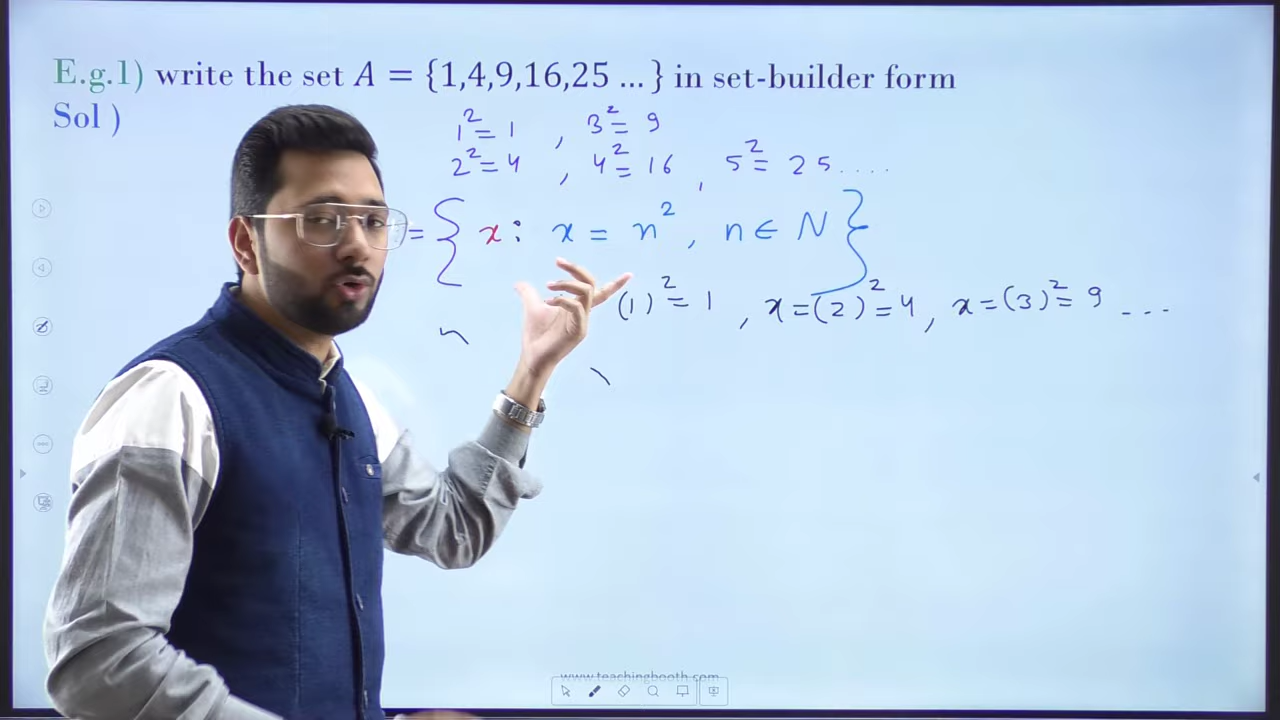 E.g.1) write the set A = {1,4,9,16,25 ... } in set-builder form
Sol )
1² = 1 , 3² = 9
2² = 4 , 4² = 16 , 5² = 25 ....
= { x : x = n² , n ∈ N }
(1)² = 1 , x = (2)² = 4 , x = (3)² = 9 ...
www.teachingbooth.com